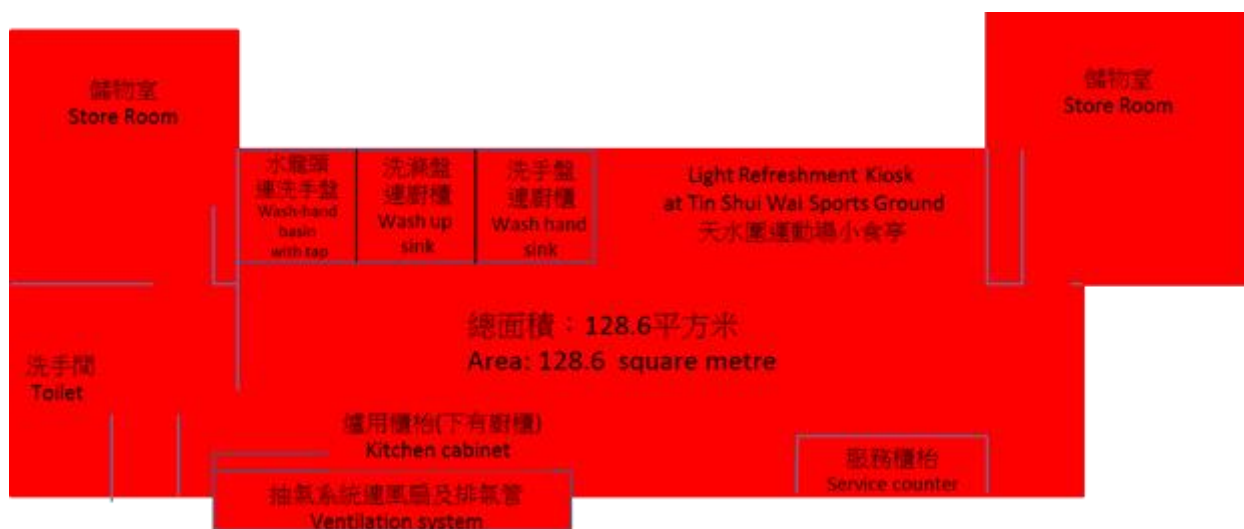 儲物室
Store Room
儲物室
Store Room
水龍頭
連洗手盤
Wash-hand
basin
with tap
洗滌盤
連廚櫃
Wash up
sink
洗手盤
連廚櫃
Wash hand
sink
Light Refreshment Kiosk
at Tin Shui Wai Sports Ground
天水圍運動場小食亭
總面積：128.6平方米
Area: 128.6 square metre
洗手間
Toilet
爐用櫃枱(下有廚櫃)
Kitchen cabinet
服務櫃枱
Service counter
抽氣系統連風扇及排氣管
Ventilation system